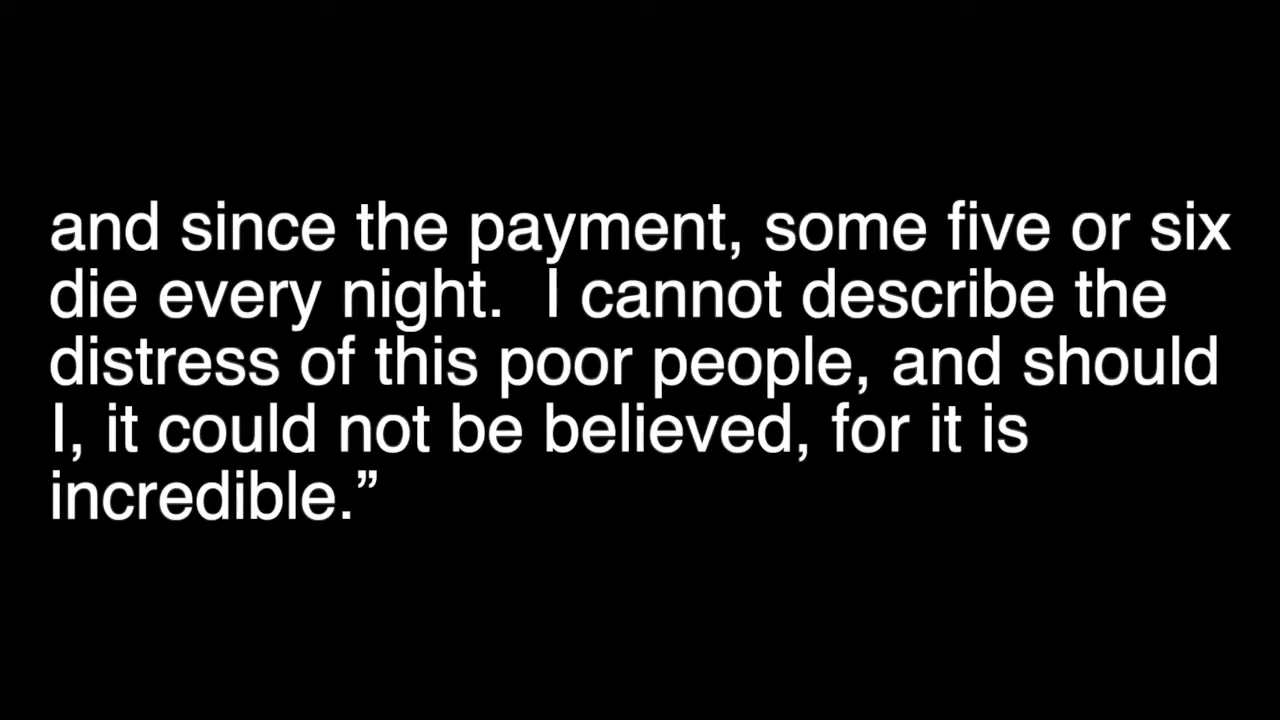 and since the payment, some five or six
die every night.  I cannot describe the
distress of this poor people, and should
I, it could not be believed, for it is
incredible.”